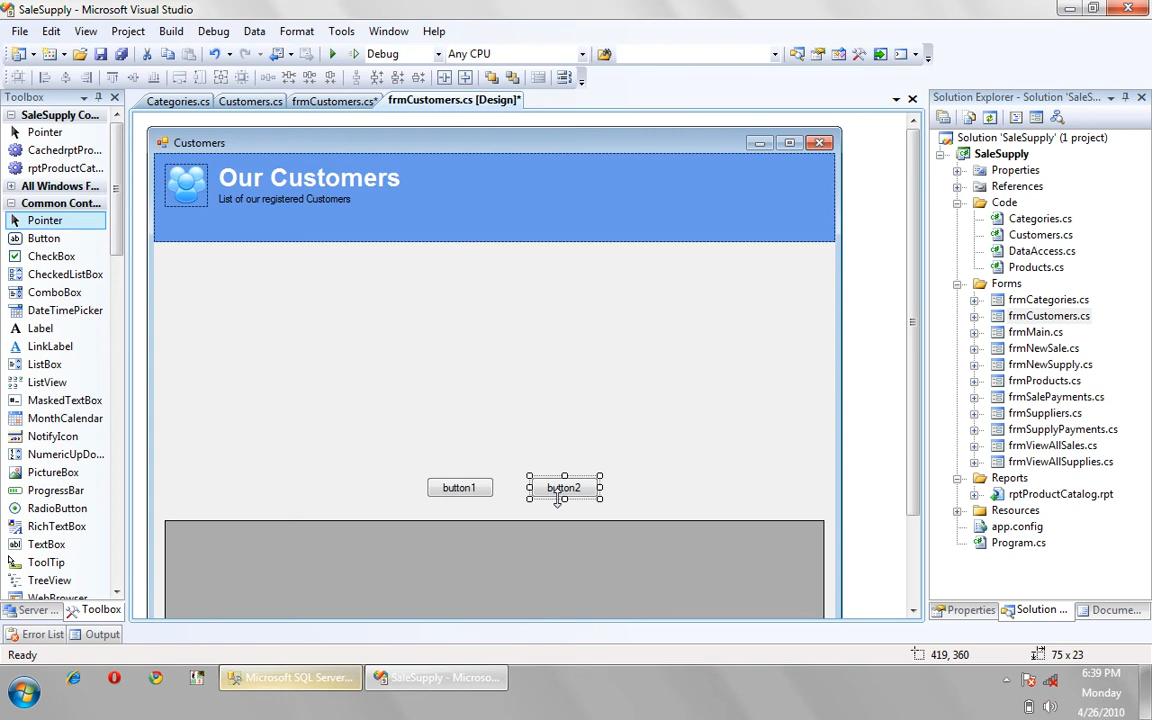 SaleSupply - Microsoft Visual Studio
File Edit View Project Build Debug Data Format Tools Window Help
Debug Any CPU
Toolbox
SaleSupply Co...
Pointer
CachedrptPro...
rptProductCat...
All Windows F...
Common Cont...
Pointer
Button
CheckBox
CheckedListBox
ComboBox
DateTimePicker
Label
LinkLabel
ListBox
ListView
MaskedTextBox
MonthCalendar
NotifyIcon
NumericUpDo...
PictureBox
ProgressBar
RadioButton
RichTextBox
TextBox
ToolTip
TreeView
WebBrowser
Server ... Toolbox
Categories.cs Customers.cs frmCustomers.cs* frmCustomers.cs [Design]*
Customers
Our Customers
List of our registered Customers
button1 button2
Solution Explorer - Solution 'SaleS...
Solution 'SaleSupply' (1 project)
SaleSupply
Properties
References
Code
Categories.cs
Customers.cs
DataAccess.cs
Products.cs
Forms
frmCategories.cs
frmCustomers.cs
frmMain.cs
frmNewSale.cs
frmNewSupply.cs
frmProducts.cs
frmSalePayments.cs
frmSuppliers.cs
frmSupplyPayments.cs
frmViewAllSales.cs
frmViewAllSupplies.cs
Reports
rptProductCatalog.rpt
Resources
app.config
Program.cs
Properties Solution ... Docume...
Error List Output
Ready 419, 360 75 x 23
Microsoft SQL Server... SaleSupply - Microso...
6:39 PM
Monday
4/26/2010